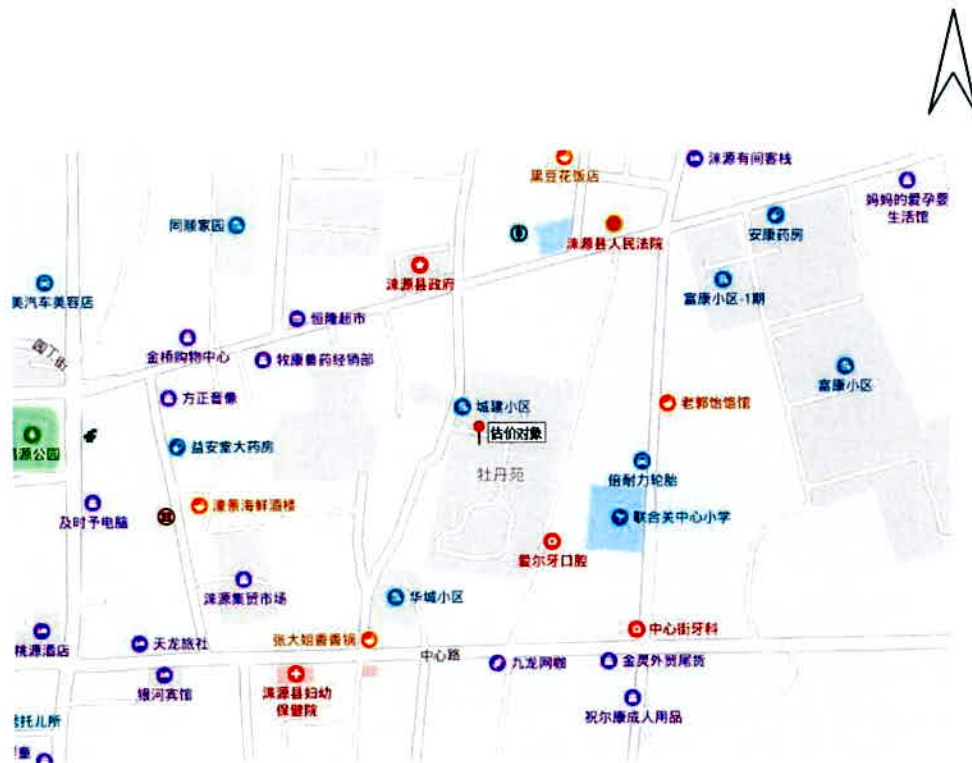 涞源有间客栈
黑豆花饭店
妈妈的爱孕婴
生活馆
同顺家园
安康药房
涞源县人民法院
涞源县政府
美汽车美容店
富康小区-1期
恒隆超市
园丁街
金桥购物中心
牧康兽药经销部
富康小区
方正音像
城建小区
老郭饸饹馆
估价对象
源公园
益安堂大药房
牡丹苑
倍耐力轮胎
及时予电脑
濠景海鲜酒楼
联合关中心小学
爱尔牙口腔
涞源集贸市场
华城小区
桃源酒店
天龙旅社
张大姐香香锅
中心街牙科
中心路
九龙网咖
金灵外贸尾货
银河宾馆
涞源县妇幼
保健院
祝尔康成人用品
托儿所
童